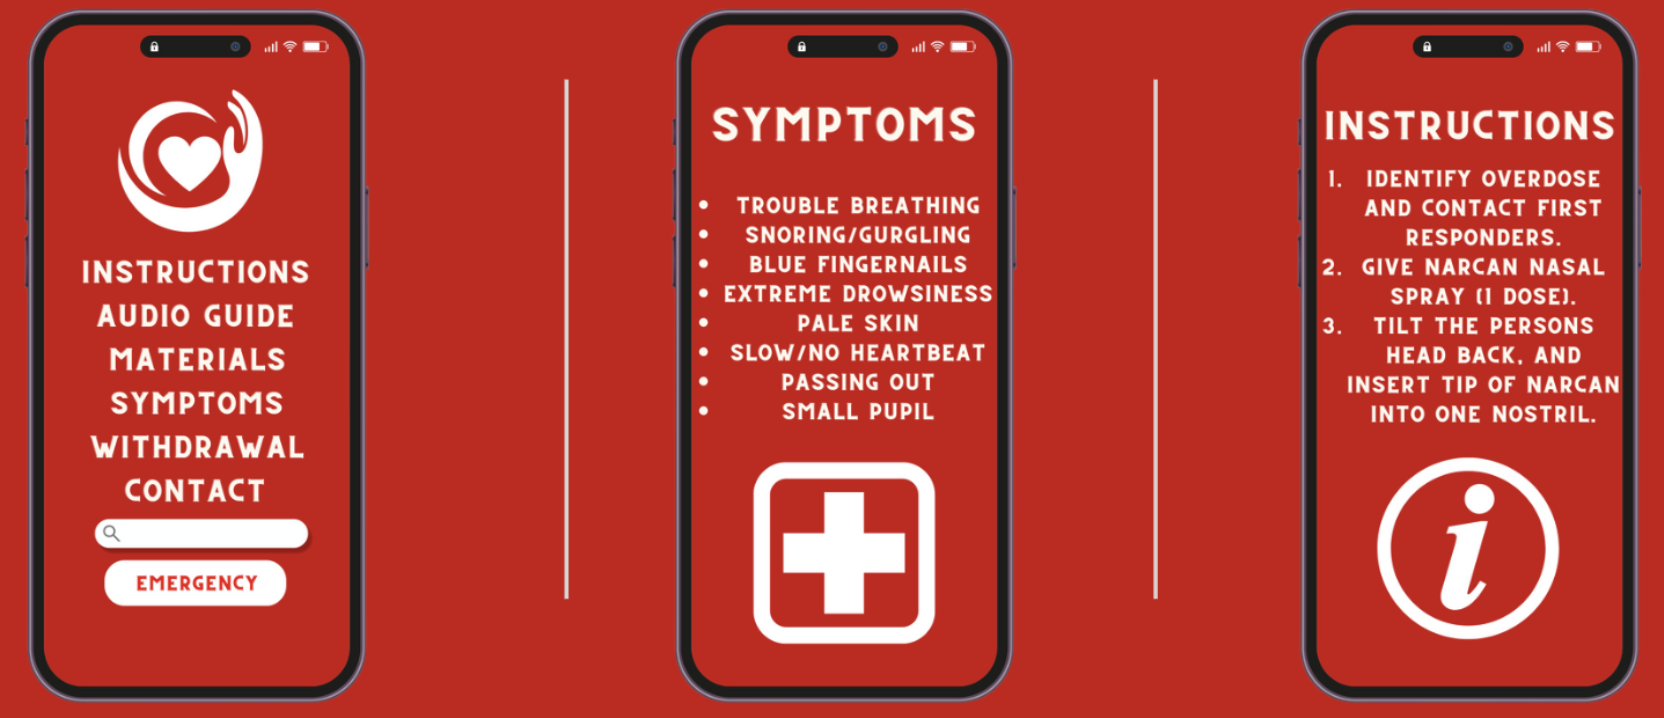 INSTRUCTIONS
AUDIO GUIDE
MATERIALS
SYMPTOMS
WITHDRAWAL
CONTACT
EMERGENCY
SYMPTOMS
• TROUBLE BREATHING
• SNORING/GURGLING
• BLUE FINGERNAILS
• EXTREME DROWSINESS
• PALE SKIN
• SLOW/NO HEARTBEAT
• PASSING OUT
• SMALL PUPIL
INSTRUCTIONS
1. IDENTIFY OVERDOSE
AND CONTACT FIRST
RESPONDERS.
2. GIVE NARCAN NASAL
SPRAY (1 DOSE).
3. TILT THE PERSONS
HEAD BACK, AND
INSERT TIP OF NARCAN
INTO ONE NOSTRIL.
i